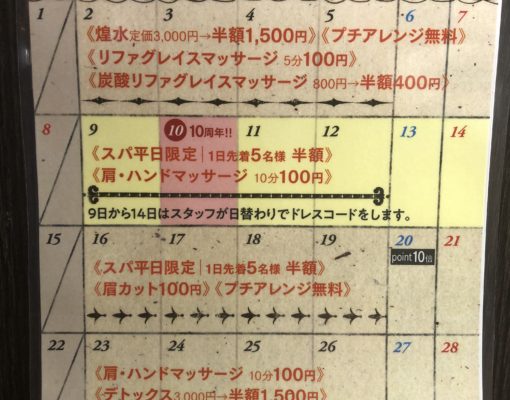 1 2 3 4 5 6 7
《煌水定価3,000円→半額1,500円》《プチアレンジ無料》
《リファグレイスマッサージ 5分100円》
《炭酸リファグレイスマッサージ 800円→半額400円》
8 9 10 10周年!! 11 12 13 14
《スパ平日限定|1日先着5名様 半額》
《肩・ハンドマッサージ 10分100円》
9日から14日はスタッフが日替わりでドレスコードをします。
15 16 17 18 19 20 21
point10倍
《スパ平日限定|1日先着5名様 半額》
《眉カット100円》《プチアレンジ無料》
22 23 24 25 26 27 28
《肩・ハンドマッサージ 10分100円》
《デトックス3,000円→半額1,500円》